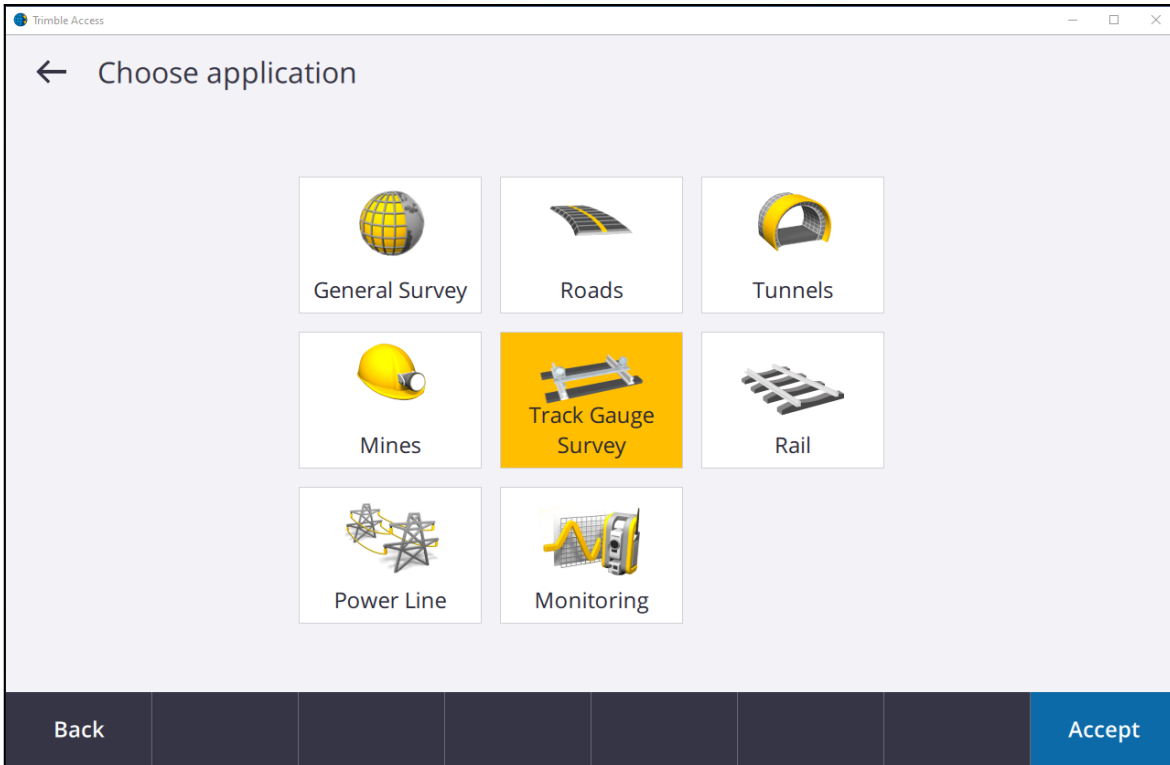 Trimble Access
Choose application
General Survey
Roads
Tunnels
Mines
Track Gauge
Survey
Rail
Power Line
Monitoring
Back
Accept